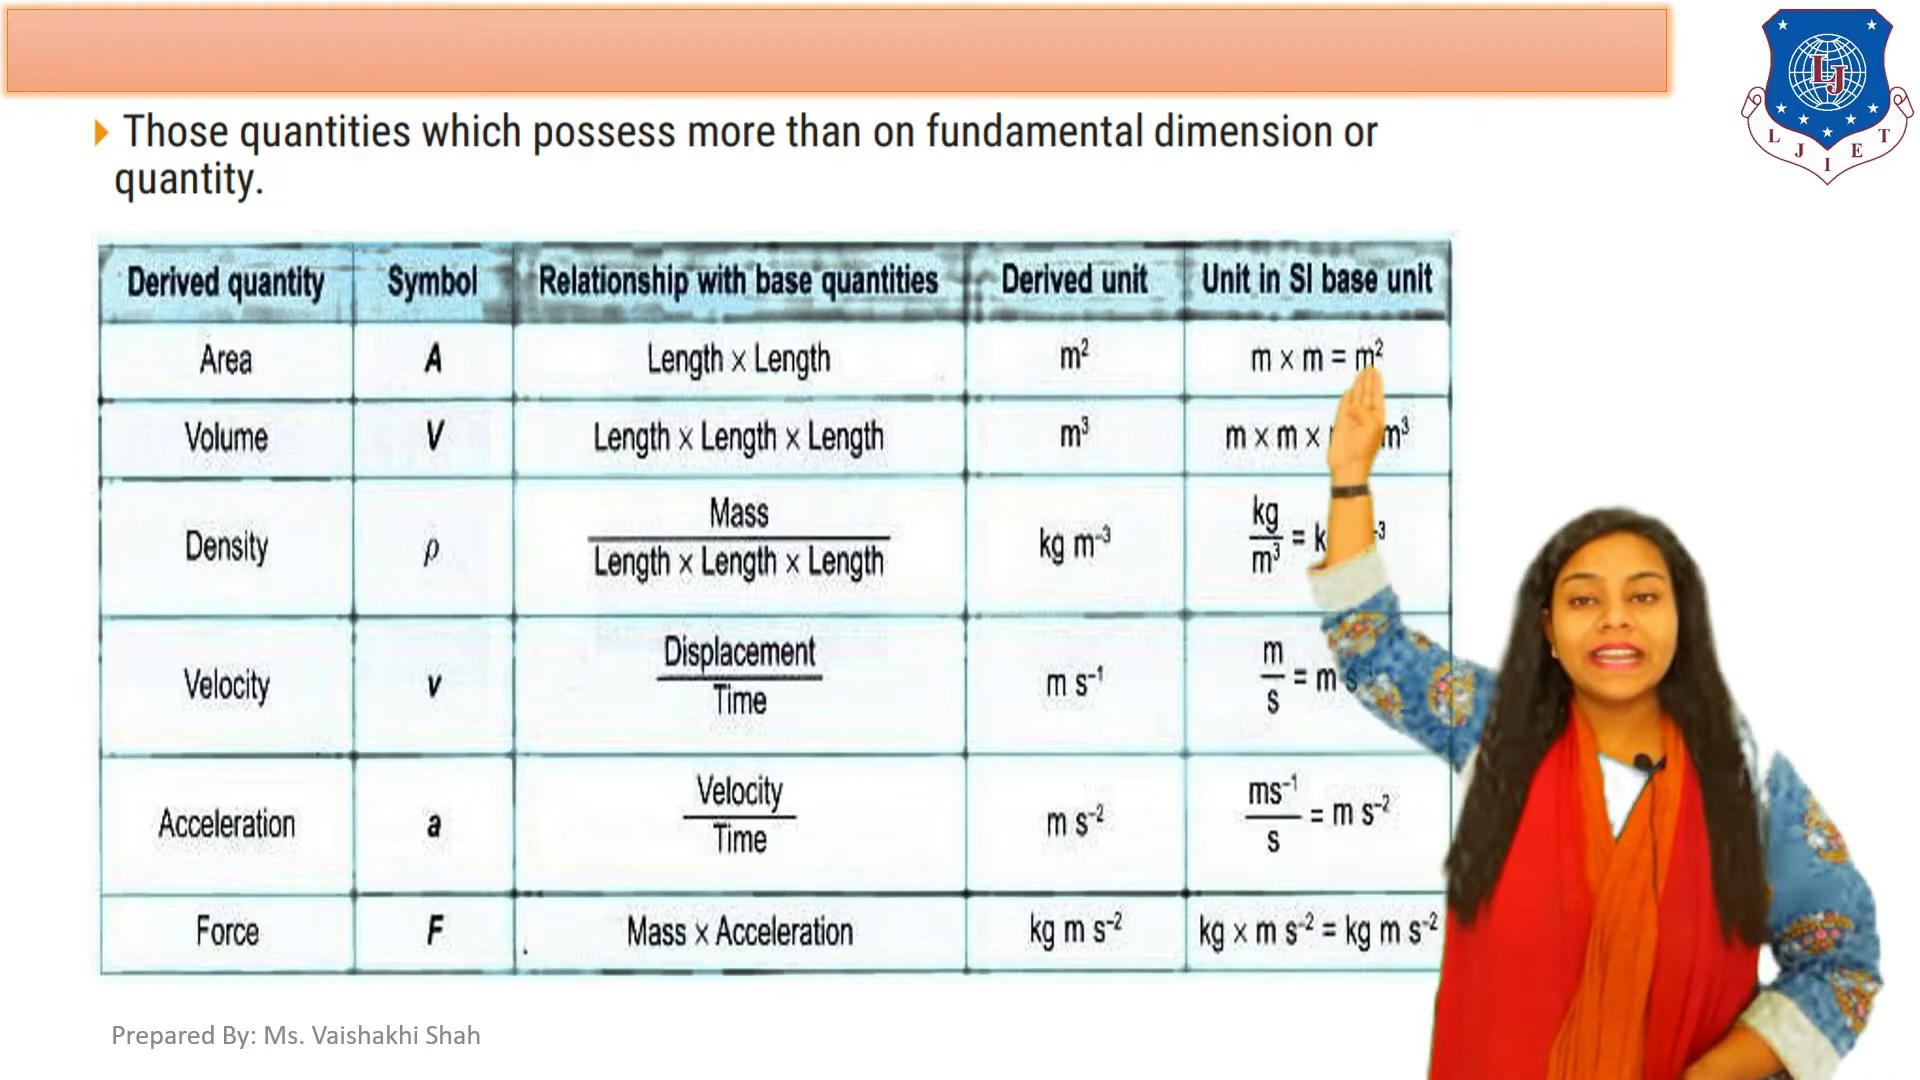 Those quantities which possess more than on fundamental dimension or
quantity.
Derived quantity Symbol Relationship with base quantities Derived unit Unit in SI base unit
Area A Length × Length m² m × m = m²
Volume V Length × Length × Length m³ m × m × m³
Density ρ Mass / Length × Length × Length kg m⁻³ kg / m³ = k ⁻³
Velocity v Displacement / Time m s⁻¹ m / s = m s⁻¹
Acceleration a Velocity / Time m s⁻² ms⁻¹ / s = m s⁻²
Force F Mass × Acceleration kg m s⁻² kg × m s⁻² = kg m s⁻²
Prepared By: Ms. Vaishakhi Shah
LJ
L J I E T